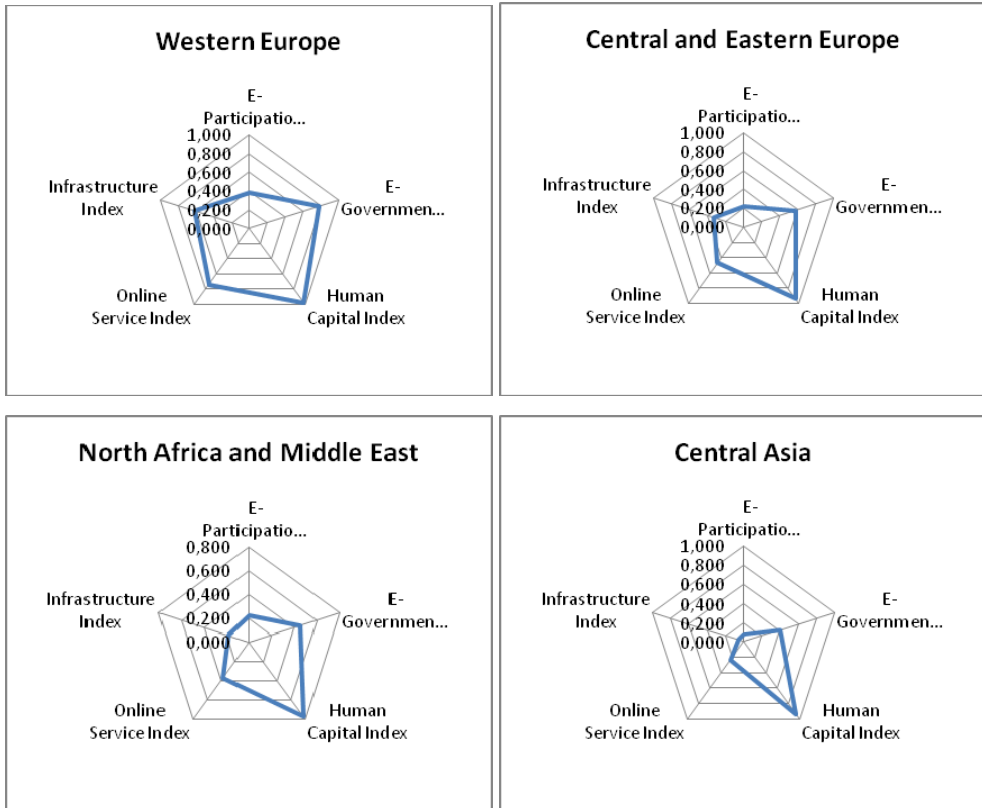 Western Europe
E-
Participatio...
1,000
0,800
0,600
0,400
0,200
0,000
E-
Governmen...
Human
Capital Index
Online
Service Index
Infrastructure
Index
Central and Eastern Europe
E-
Participatio...
1,000
0,800
0,600
0,400
0,200
0,000
E-
Governmen...
Human
Capital Index
Online
Service Index
Infrastructure
Index
North Africa and Middle East
E-
Participatio...
0,800
0,600
0,400
0,200
0,000
E-
Governmen...
Human
Capital Index
Online
Service Index
Infrastructure
Index
Central Asia
E-
Participatio...
1,000
0,800
0,600
0,400
0,200
0,000
E-
Governmen...
Human
Capital Index
Online
Service Index
Infrastructure
Index